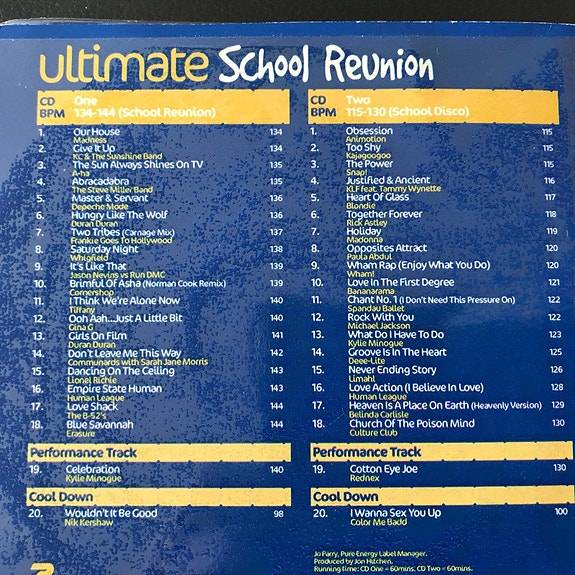 ultimate School Reunion
CD One
BPM 134-144 (School Reunion)
1. Our House 134
Madness
2. Give It Up 134
KC & The Sunshine Band
3. The Sun Always Shines On TV 135
A-ha
4. Abracadabra 135
The Steve Miller Band
5. Master & Servant 136
Depeche Mode
6. Hungry Like The Wolf 136
Duran Duran
7. Two Tribes (Carnage Mix) 137
Frankie Goes To Hollywood
8. Saturday Night 138
Whigfield
9. It's Like That 139
Jason Nevins vs Run DMC
10. Brimful Of Asha (Norman Cook Remix) 139
Cornershop
11. I Think We're Alone Now 140
Tiffany
12. Ooh Aah...Just A Little Bit 140
Gina G
13. Girls On Film 141
Duran Duran
14. Don't Leave Me This Way 142
Communards with Sarah Jane Morris
15. Dancing On The Ceiling 143
Lionel Richie
16. Empire State Human 143
Human League
17. Love Shack 144
The B-52's
18. Blue Savannah 144
Erasure
Performance Track
19. Celebration 140
Kylie Minogue
Cool Down
20. Wouldn't It Be Good 98
Nik Kershaw
CD Two
BPM 115-130 (School Disco)
1. Obsession 115
Animotion
2. Too Shy 115
Kajagoogoo
3. The Power 115
Snap!
4. Justified & Ancient 116
KLF feat. Tammy Wynette
5. Heart Of Glass 117
Blondie
6. Together Forever 118
Rick Astley
7. Holiday 119
Madonna
8. Opposites Attract 120
Paula Abdul
9. Wham Rap (Enjoy What You Do) 120
Wham!
10. Love In The First Degree 121
Bananarama
11. Chant No. 1 (I Don't Need This Pressure On) 122
Spandau Ballet
12. Rock With You 122
Michael Jackson
13. What Do I Have To Do 123
Kylie Minogue
14. Groove Is In The Heart 125
Deee-Lite
15. Never Ending Story 126
Limahl
16. Love Action (I Believe In Love) 128
Human League
17. Heaven Is A Place On Earth (Heavenly Version) 129
Belinda Carlisle
18. Church Of The Poison Mind 130
Culture Club
Performance Track
19. Cotton Eye Joe 130
Rednex
Cool Down
20. I Wanna Sex You Up 100
Color Me Badd
Jo Parry, Pure Energy Label Manager.
Produced by Jon Hitchen.
Running time: CD One = 60mins. CD Two = 60mins.